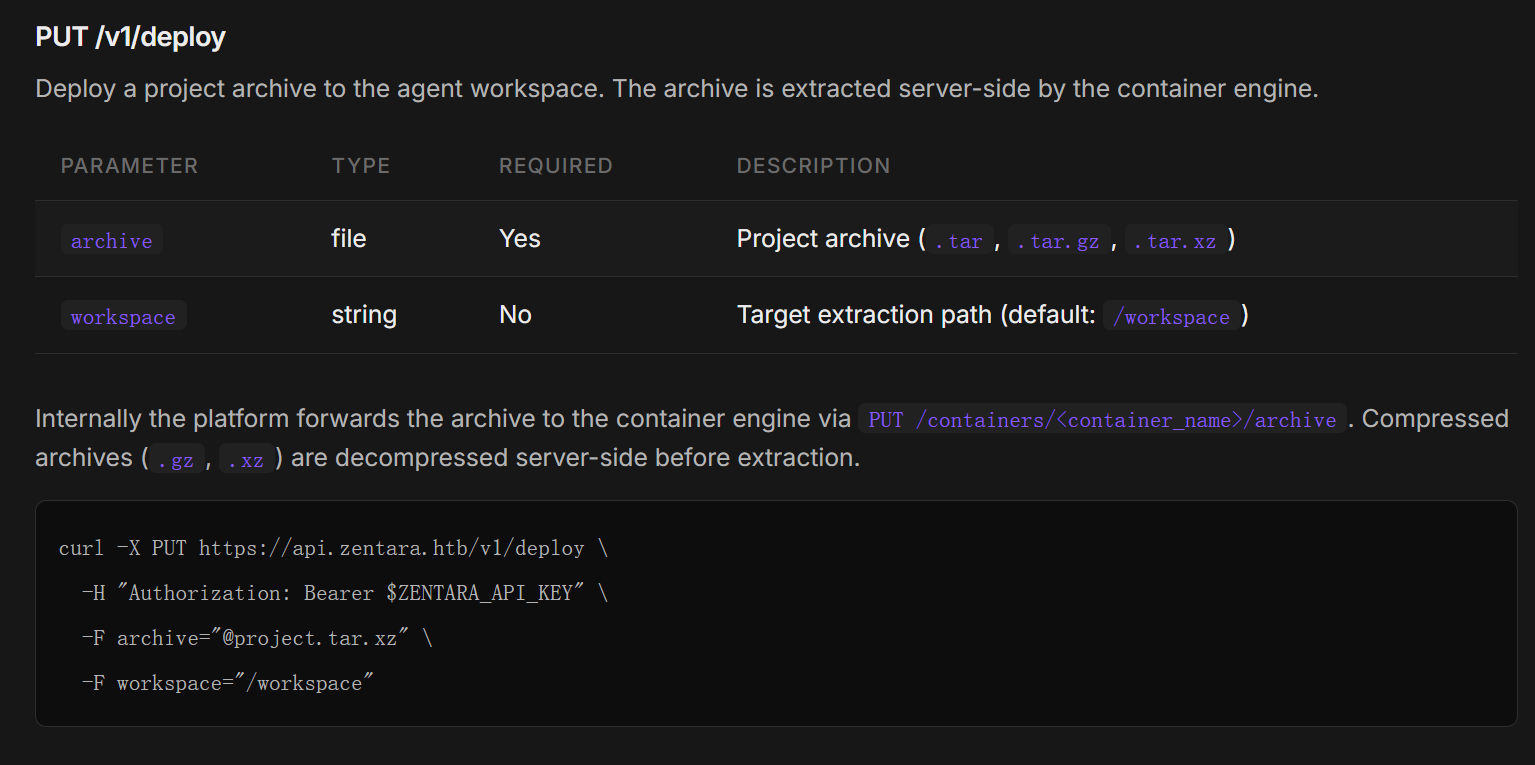 PUT /v1/deploy
Deploy a project archive to the agent workspace. The archive is extracted server-side by the container engine.
PARAMETER TYPE REQUIRED DESCRIPTION
archive file Yes Project archive ( .tar , .tar.gz , .tar.xz )
workspace string No Target extraction path (default: /workspace )
Internally the platform forwards the archive to the container engine via PUT /containers/<container_name>/archive . Compressed
archives ( .gz , .xz ) are decompressed server-side before extraction.
curl -X PUT https://api.zentara.htb/v1/deploy \
-H "Authorization: Bearer $ZENTARA_API_KEY" \
-F archive="@project.tar.xz" \
-F workspace="/workspace"